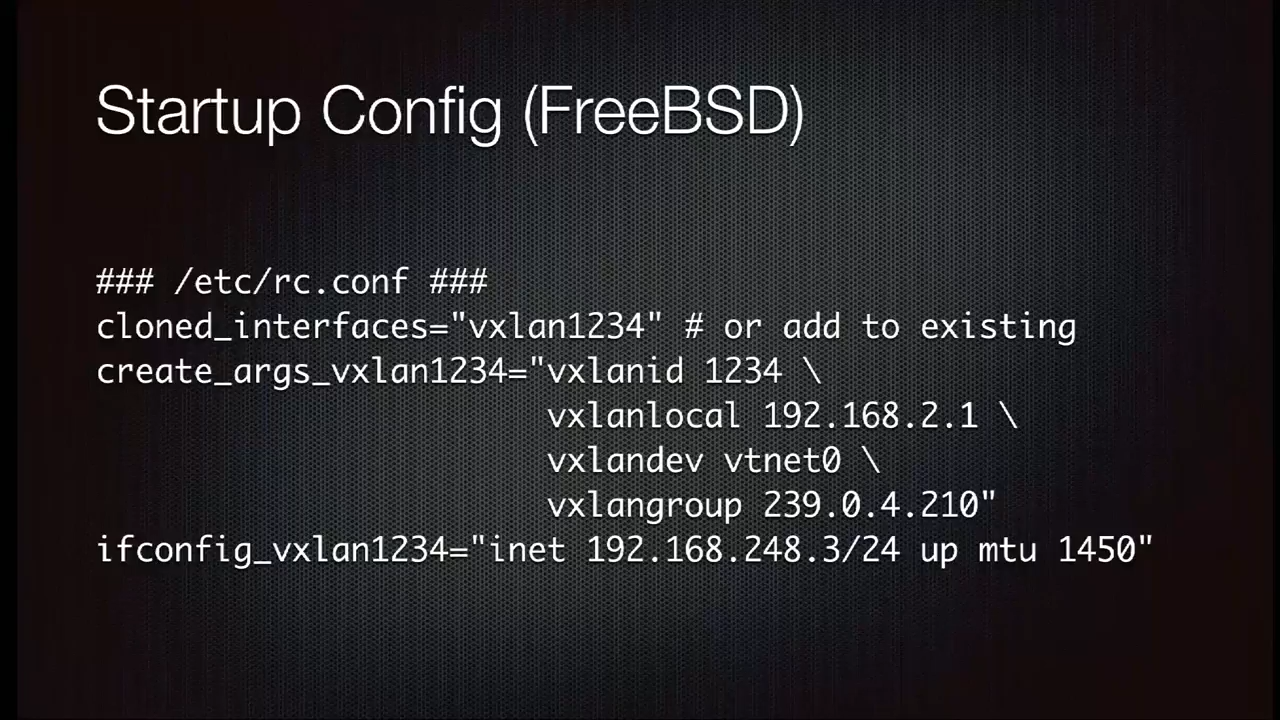 Startup Config (FreeBSD)
### /etc/rc.conf ###
cloned_interfaces="vxlan1234" # or add to existing
create_args_vxlan1234="vxlanid 1234 \
vxlanlocal 192.168.2.1 \
vxlandev vtnet0 \
vxlangroup 239.0.4.210"
ifconfig_vxlan1234="inet 192.168.248.3/24 up mtu 1450"